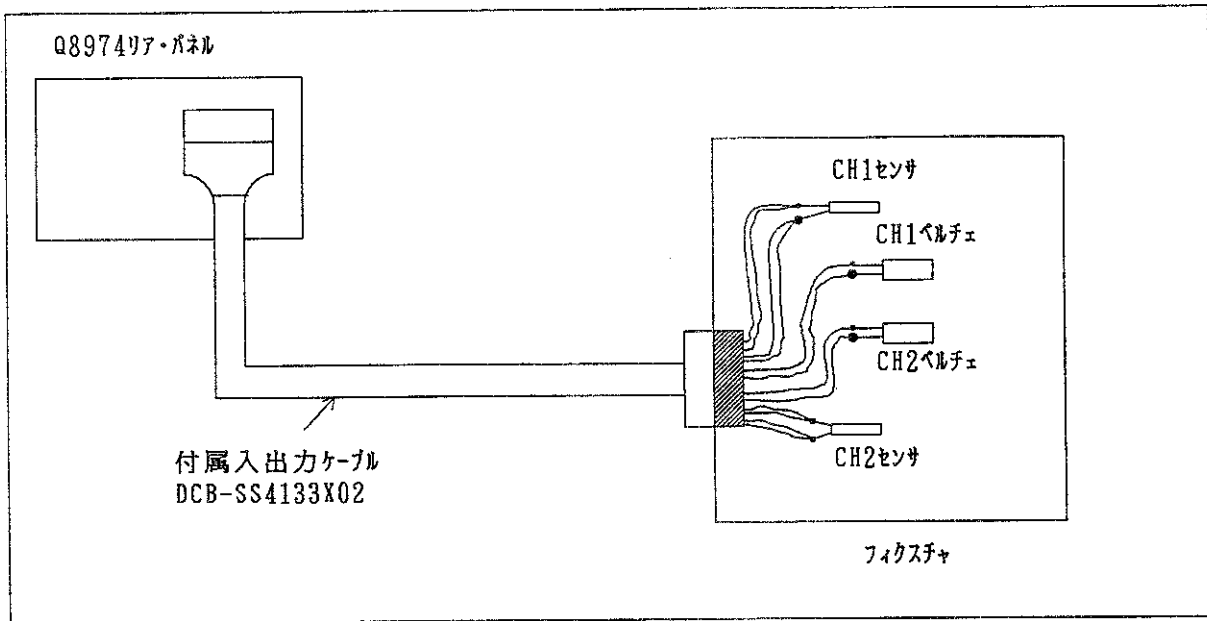 Q8974リア・パネル
CH1センサ
CH1ペルチェ
CH2ペルチェ
CH2センサ
付属入出力ケーブル
DCB-SS4133X02
フィクスチャ